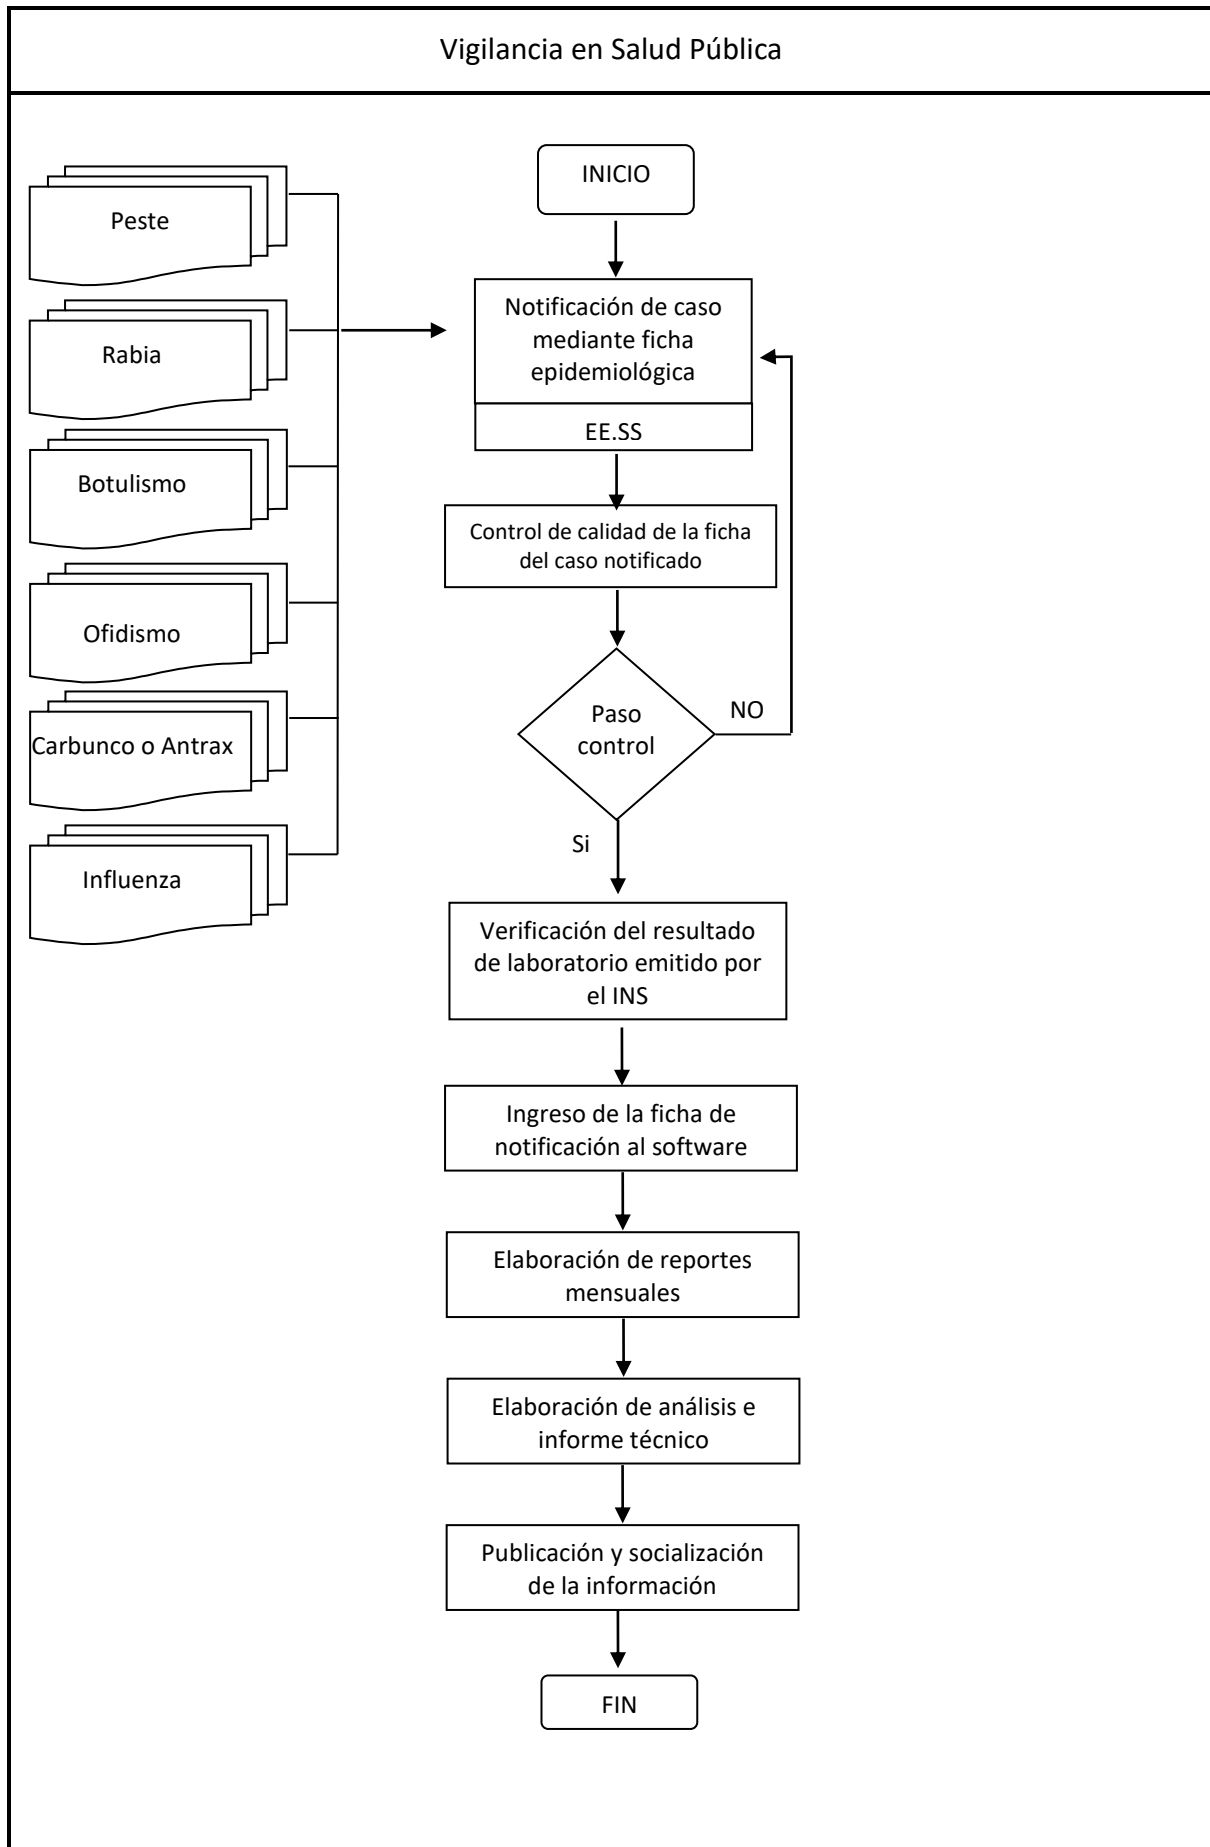 Vigilancia en Salud Pública
INICIO
Peste
Rabia
Botulismo
Ofidismo
Carbunco o Antrax
Influenza
Notificación de caso
mediante ficha
epidemiológica
EE.SS
Control de calidad de la ficha
del caso notificado
Paso
control
NO
Si
Verificación del resultado
de laboratorio emitido por
el INS
Ingreso de la ficha de
notificación al software
Elaboración de reportes
mensuales
Elaboración de análisis e
informe técnico
Publicación y socialización
de la información
FIN